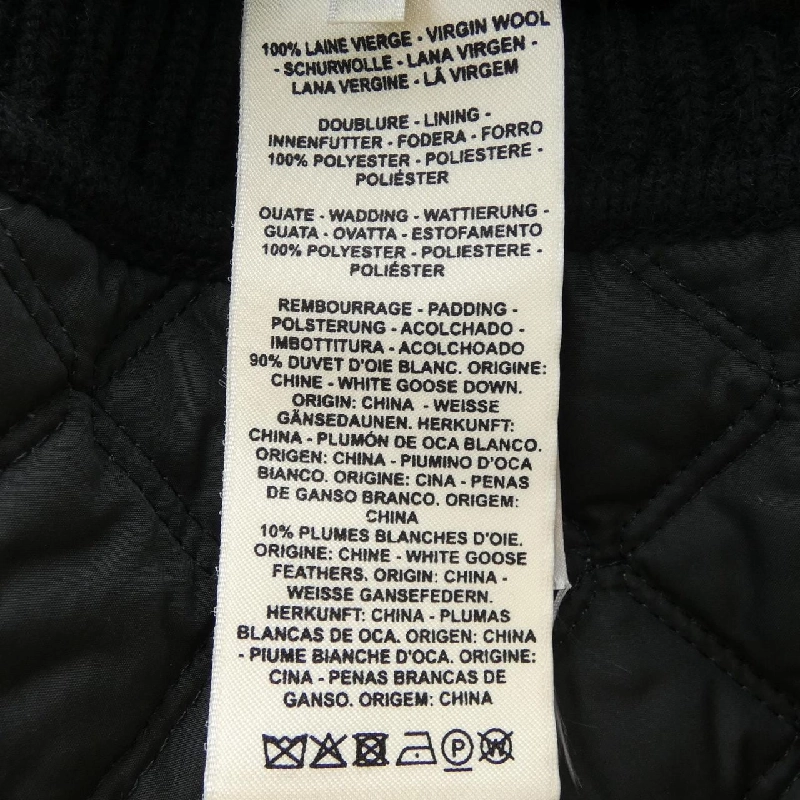 100% LAINE VIERGE - VIRGIN WOOL
- SCHURWOLLE - LANA VIRGEN -
LANA VERGINE - LÃ VIRGEM
DOUBLURE - LINING -
INNENFUTTER - FODERA - FORRO
100% POLYESTER - POLIESTERE -
POLIÉSTER
OUATE - WADDING - WATTIERUNG -
GUATA - OVATTA - ESTOFAMENTO
100% POLYESTER - POLIESTERE -
POLIÉSTER
REMBOURRAGE - PADDING -
POLSTERUNG - ACOLCHADO -
IMBOTTITURA - ACOLCHOADO
90% DUVET D'OIE BLANC. ORIGINE:
CHINE - WHITE GOOSE DOWN.
ORIGIN: CHINA - WEISSE
GÄNSEDAUNEN. HERKUNFT:
CHINA - PLUMÓN DE OCA BLANCO.
ORIGEN: CHINA - PIUMINO D'OCA
BIANCO. ORIGINE: CINA - PENAS
DE GANSO BRANCO. ORIGEM:
CHINA
10% PLUMES BLANCHES D'OIE.
ORIGINE: CHINE - WHITE GOOSE
FEATHERS. ORIGIN: CHINA -
WEISSE GANSEFEDERN.
HERKUNFT: CHINA - PLUMAS
BLANCAS DE OCA. ORIGEN: CHINA
- PIUME BIANCHE D'OCA. ORIGINE:
CINA - PENAS BRANCAS DE
GANSO. ORIGEM: CHINA
P W